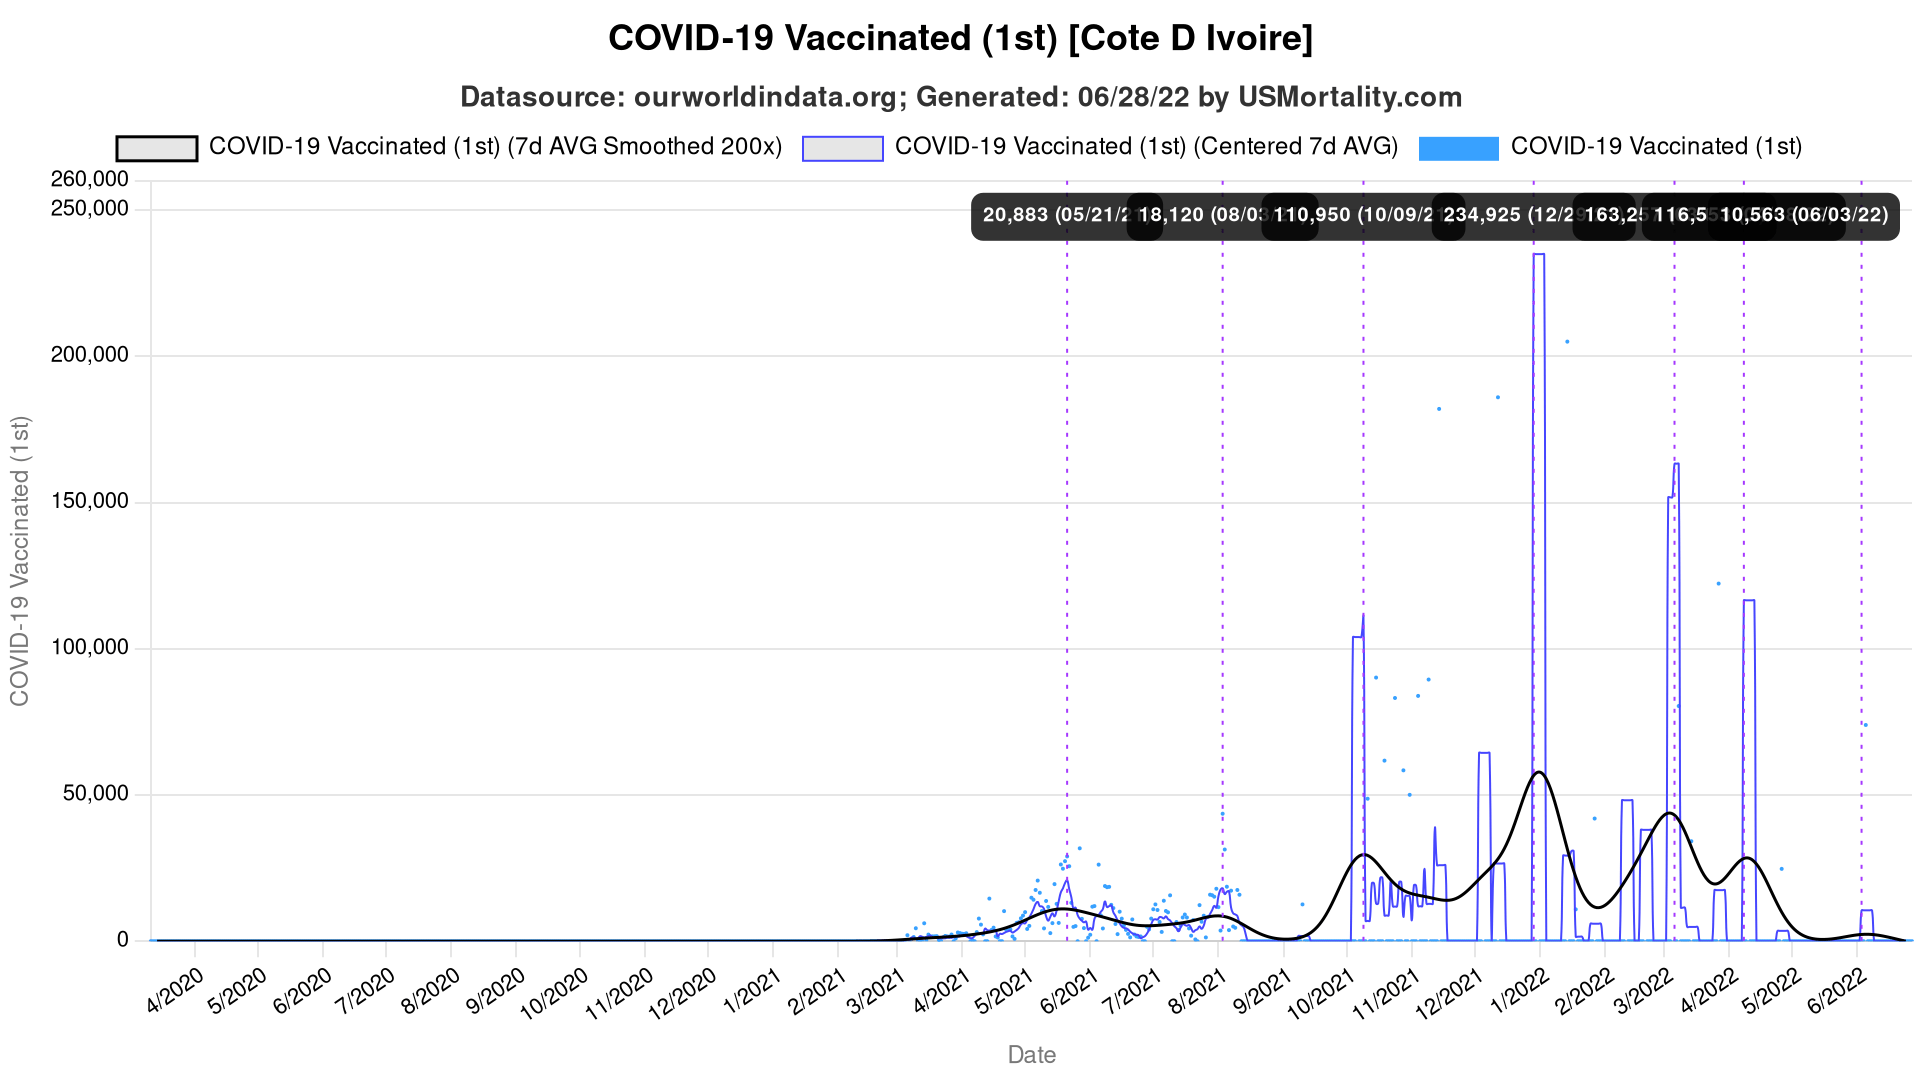 COVID-19 Vaccinated (1st) [Cote D Ivoire]
Datasource: ourworldindata.org; Generated: 06/28/22 by USMortality.com
COVID-19 Vaccinated (1st) (7d AVG Smoothed 200x) COVID-19 Vaccinated (1st) (Centered 7d AVG) COVID-19 Vaccinated (1st)
260,000
250,000
20,883 (05/21/2 18,120 (08/03/ 110,950 (10/09/2 234,925 (12/2 163,25 116,5 10,563 (06/03/22)
200,000
150,000
100,000
50,000
0
COVID-19 Vaccinated (1st)
4/2020 5/2020 6/2020 7/2020 8/2020 9/2020 10/2020 11/2020 12/2020 1/2021 2/2021 3/2021 4/2021 5/2021 6/2021 7/2021 8/2021 9/2021 10/2021 11/2021 12/2021 1/2022 2/2022 3/2022 4/2022 5/2022 6/2022
Date